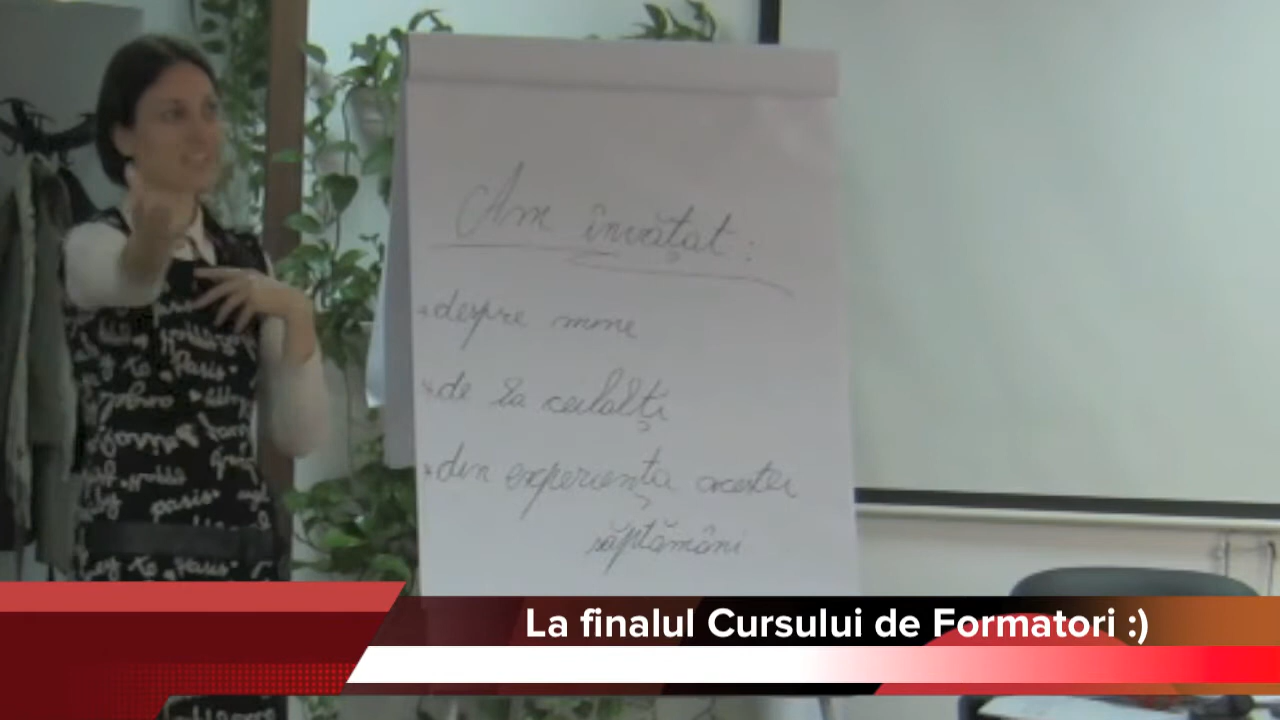 Am învățat :
*despre mine
*de la ceilalți
*din experiența acestei
săptămâni
La finalul Cursului de Formatori :)